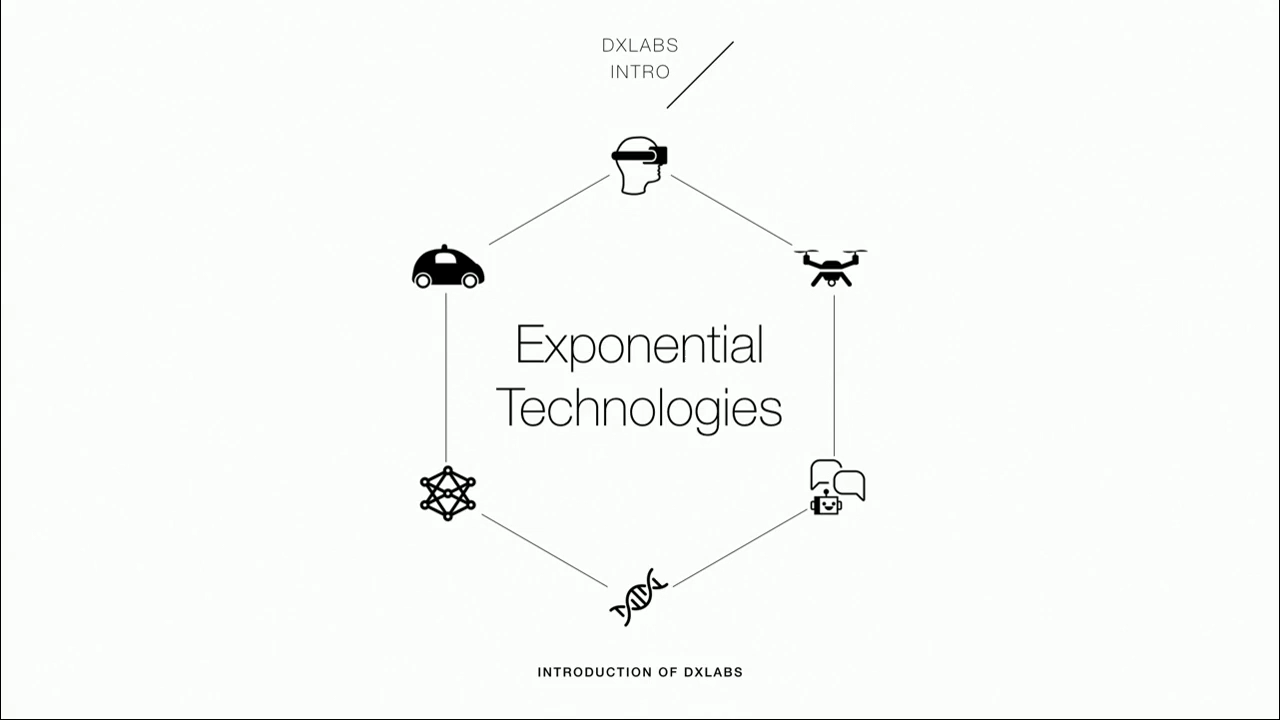 DXLABS
INTRO
Exponential
Technologies
INTRODUCTION OF DXLABS